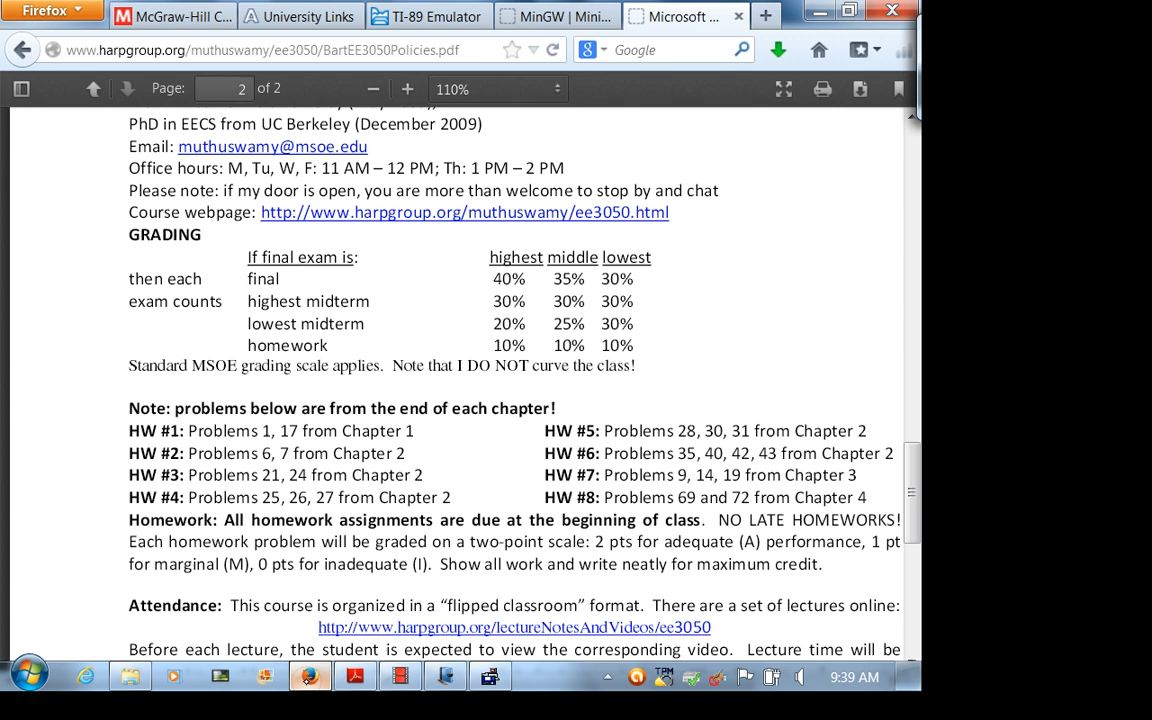 Firefox
McGraw-Hill C... University Links TI-89 Emulator MinGW | Mini... Microsoft ...
www.harpgroup.org/muthuswamy/ee3050/BartEE3050Policies.pdf Google
Page: 2 of 2 110%
PhD in EECS from UC Berkeley (December 2009)
Email: muthuswamy@msoe.edu
Office hours: M, Tu, W, F: 11 AM – 12 PM; Th: 1 PM – 2 PM
Please note: if my door is open, you are more than welcome to stop by and chat
Course webpage: http://www.harpgroup.org/muthuswamy/ee3050.html
GRADING
If final exam is: highest middle lowest
then each final 40% 35% 30%
exam counts highest midterm 30% 30% 30%
lowest midterm 20% 25% 30%
homework 10% 10% 10%
Standard MSOE grading scale applies. Note that I DO NOT curve the class!
Note: problems below are from the end of each chapter!
HW #1: Problems 1, 17 from Chapter 1 HW #5: Problems 28, 30, 31 from Chapter 2
HW #2: Problems 6, 7 from Chapter 2 HW #6: Problems 35, 40, 42, 43 from Chapter 2
HW #3: Problems 21, 24 from Chapter 2 HW #7: Problems 9, 14, 19 from Chapter 3
HW #4: Problems 25, 26, 27 from Chapter 2 HW #8: Problems 69 and 72 from Chapter 4
Homework: All homework assignments are due at the beginning of class. NO LATE HOMEWORKS!
Each homework problem will be graded on a two-point scale: 2 pts for adequate (A) performance, 1 pt
for marginal (M), 0 pts for inadequate (I). Show all work and write neatly for maximum credit.
Attendance: This course is organized in a “flipped classroom” format. There are a set of lectures online:
http://www.harpgroup.org/lectureNotesAndVideos/ee3050
Before each lecture, the student is expected to view the corresponding video. Lecture time will be
9:39 AM